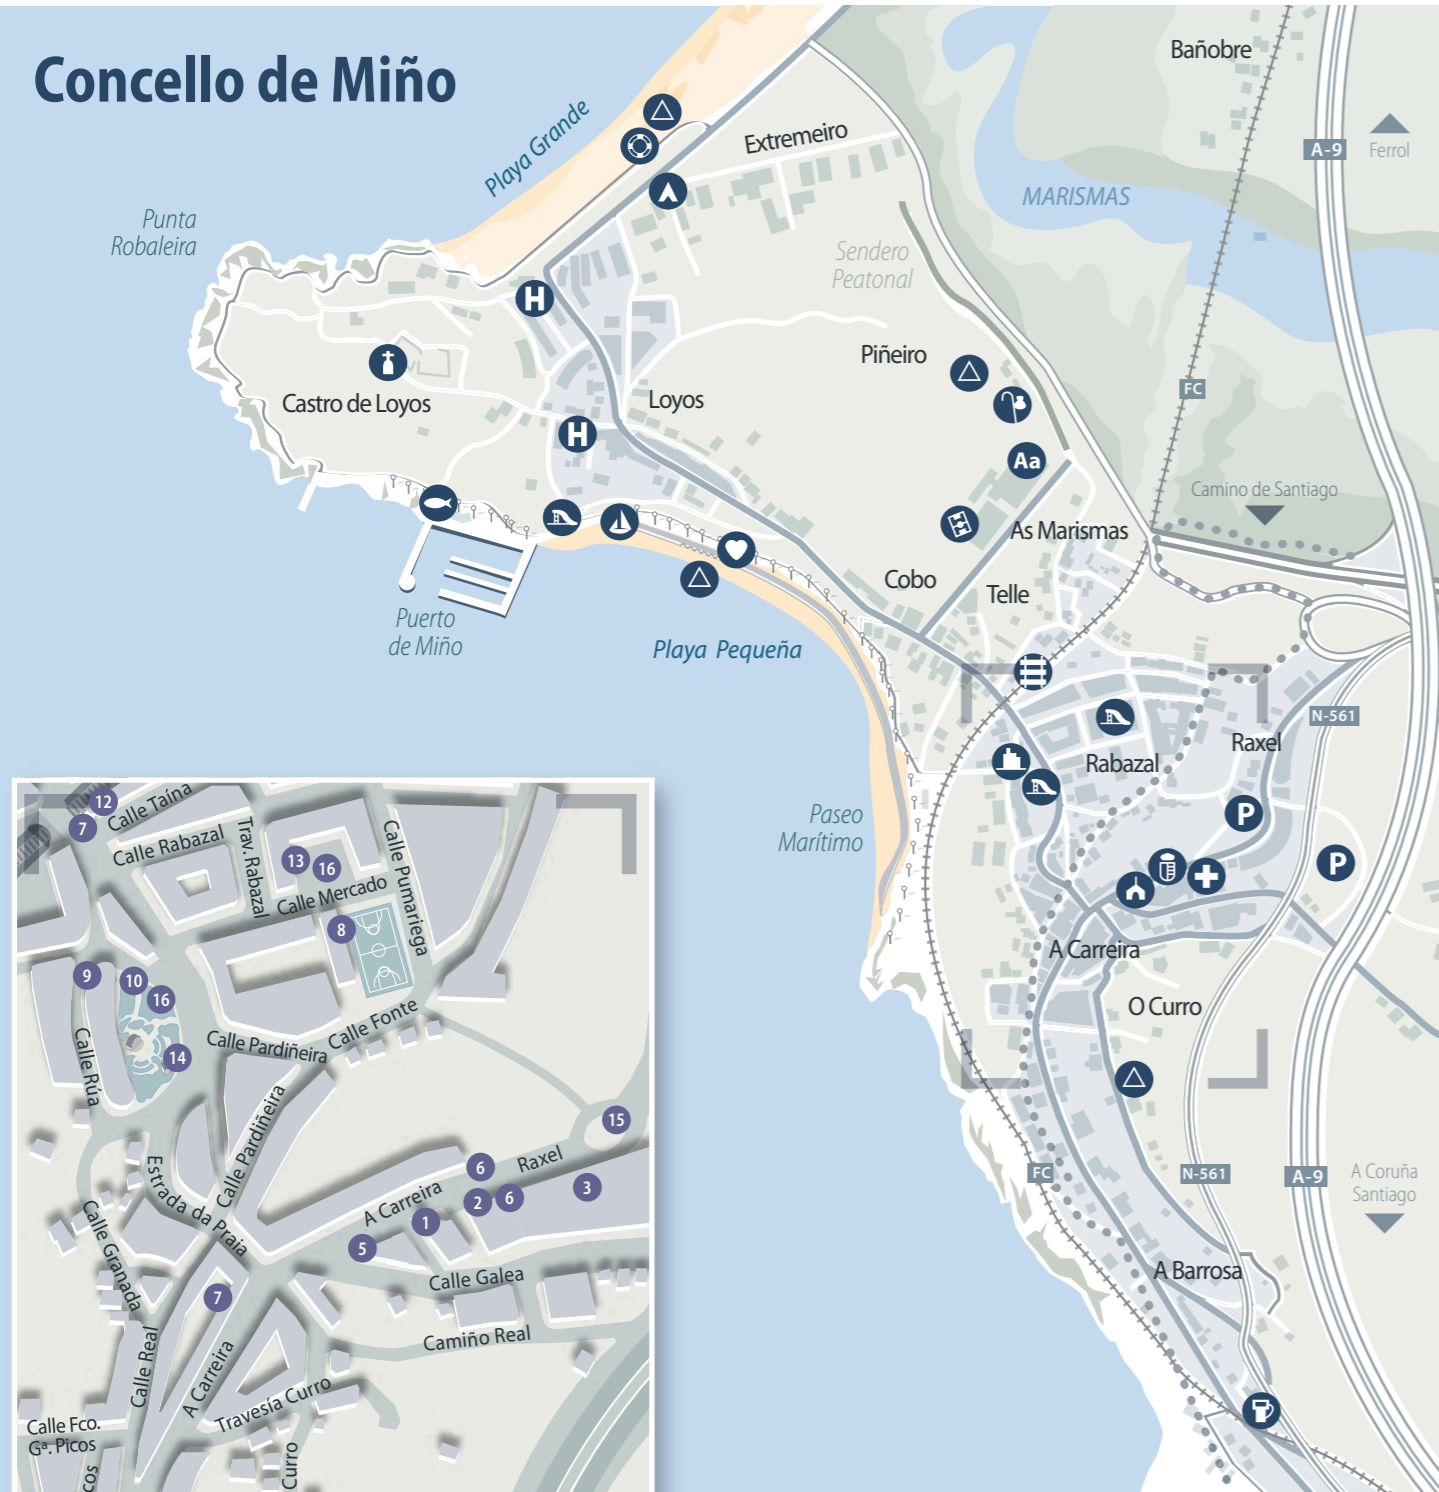 Concello de Miño
Bañobre
Playa Grande
Extremeiro
A-9
Ferrol
MARISMAS
Punta
Robaleira
Sendero
Peatonal
H
Piñeiro
FC
Castro de Loyos
Loyos
H
Aa
Camino de Santiago
As Marismas
Cobo
Telle
Puerto
de Miño
Playa Pequeña
N-561
Raxel
Rabazal
Paseo
Marítimo
P
P
A Carreira
O Curro
FC
N-561
A-9
A Coruña
Santiago
A Barrosa
12
Calle Taína
7
Calle Rabazal
Trav. Rabazal
13
16
Calle Mercado
Calle Pumariega
8
9
10
16
14
Calle Rúa
Calle Pardiñeira
Calle Fonte
Calle Pardiñeira
15
Estrada da Praia
6
Raxel
3
A Carreira
2
6
1
5
Calle Granada
Calle Galea
7
Camiño Real
Calle Real
A Carreira
Travesía Curro
Calle Fco.
Gª. Picos
cos
Curro